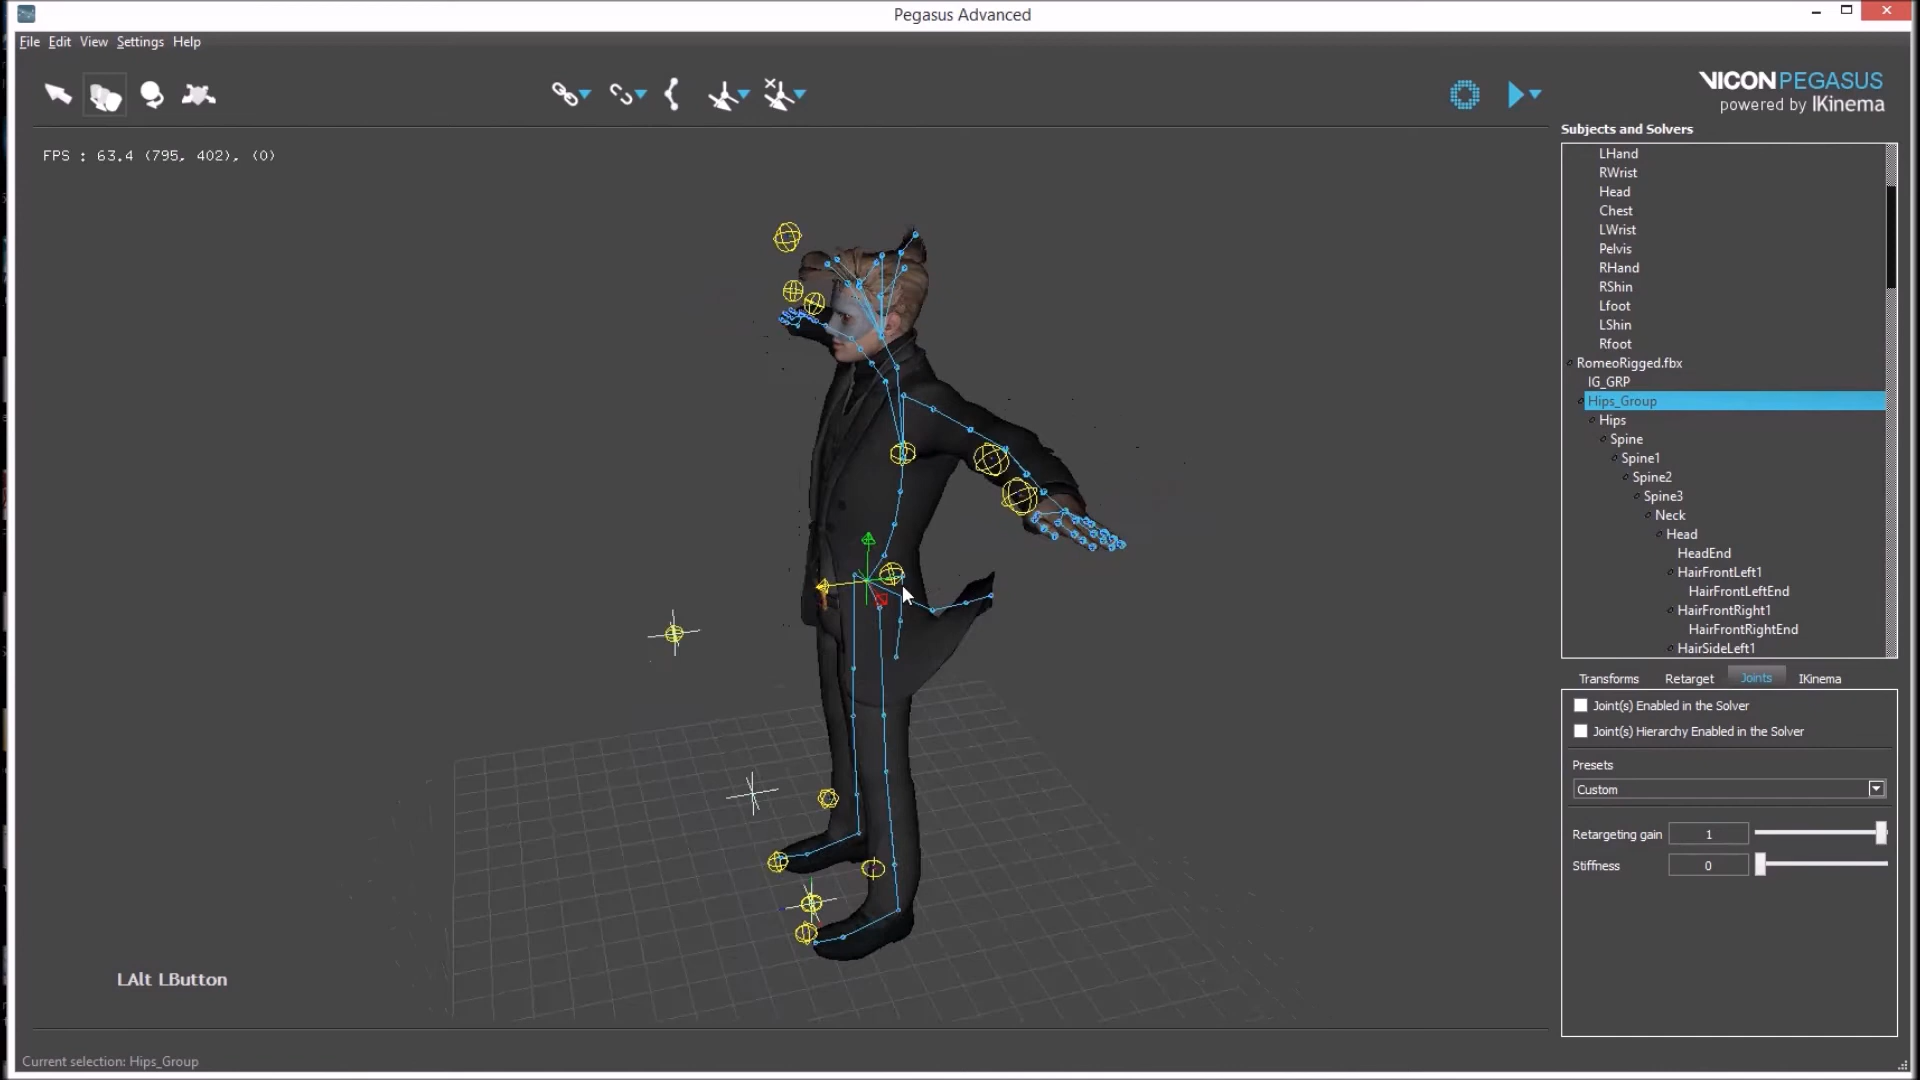 Pegasus Advanced
File Edit View Settings Help
VICON PEGASUS
powered by IKinema
FPS : 63.4 (795, 402), (0)
Subjects and Solvers
LHand
RWrist
Head
Chest
LWrist
Pelvis
RHand
RShin
Lfoot
LShin
Rfoot
RomeoRigged.fbx
IG_GRP
Hips_Group
Hips
Spine
Spine1
Spine2
Spine3
Neck
Head
HeadEnd
HairFrontLeft1
HairFrontLeftEnd
HairFrontRight1
HairFrontRightEnd
HairSideLeft1
Transforms Retarget Joints IKinema
Joint(s) Enabled in the Solver
Joint(s) Hierarchy Enabled in the Solver
Presets
Custom
Retargeting gain 1
Stiffness 0
LAlt LButton
Current selection: Hips_Group